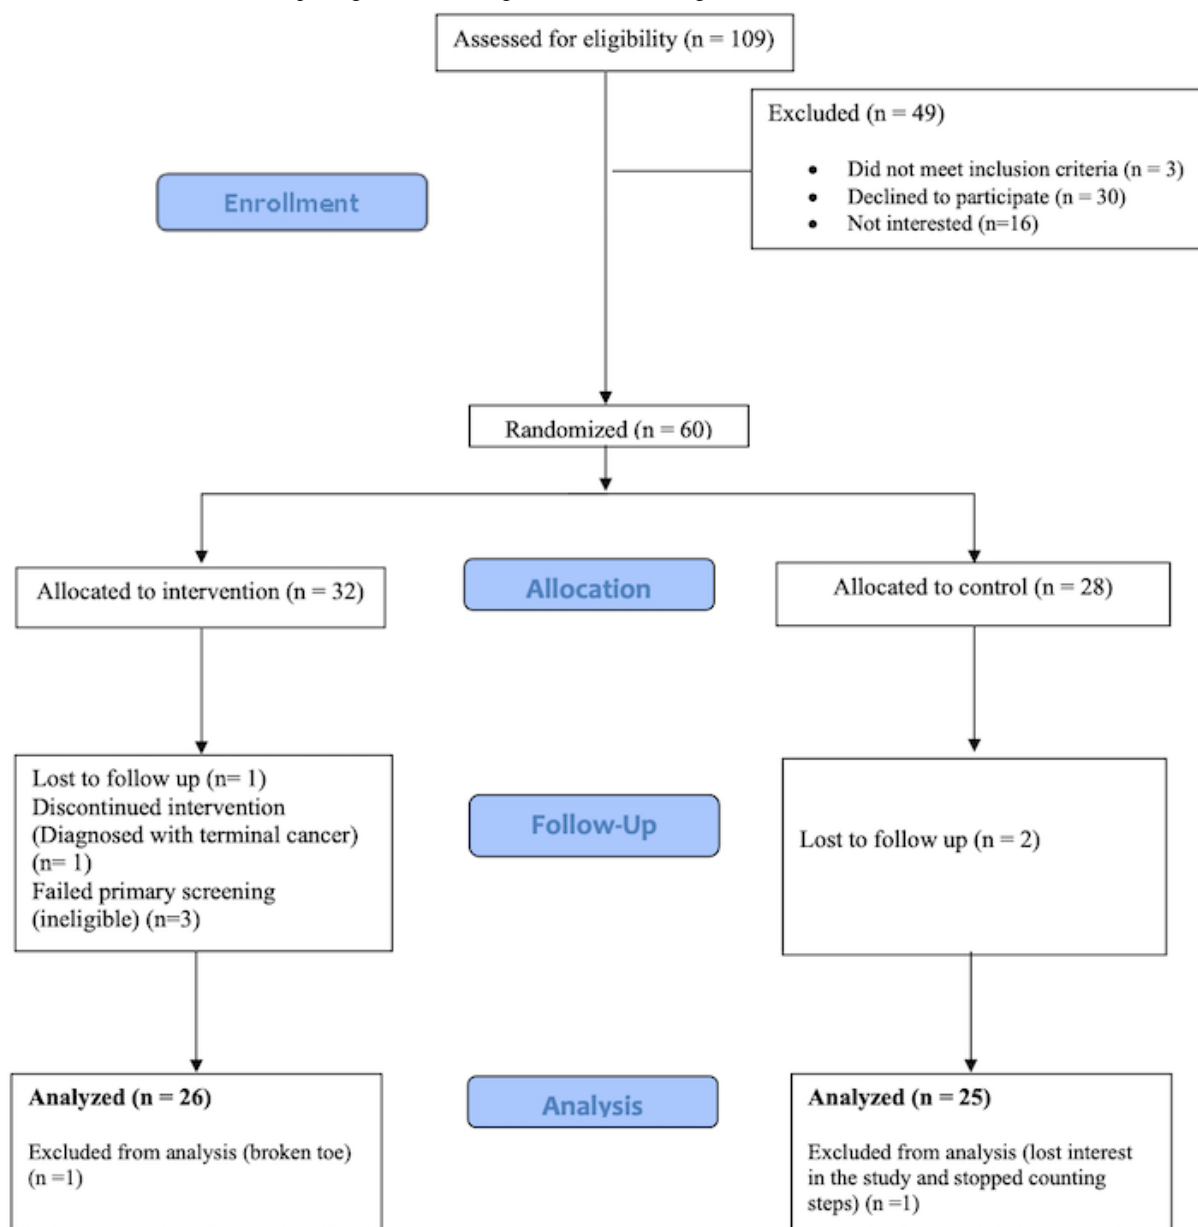 Assessed for eligibility (n = 109)
Excluded (n = 49)
• Did not meet inclusion criteria (n = 3)
• Declined to participate (n = 30)
• Not interested (n=16)
Enrollment
Randomized (n = 60)
Allocated to intervention (n = 32)
Allocation
Allocated to control (n = 28)
Lost to follow up (n= 1)
Discontinued intervention
(Diagnosed with terminal cancer)
(n= 1)
Failed primary screening
(ineligible) (n=3)
Follow-Up
Lost to follow up (n = 2)
Analyzed (n = 26)
Excluded from analysis (broken toe)
(n =1)
Analysis
Analyzed (n = 25)
Excluded from analysis (lost interest
in the study and stopped counting
steps) (n =1)